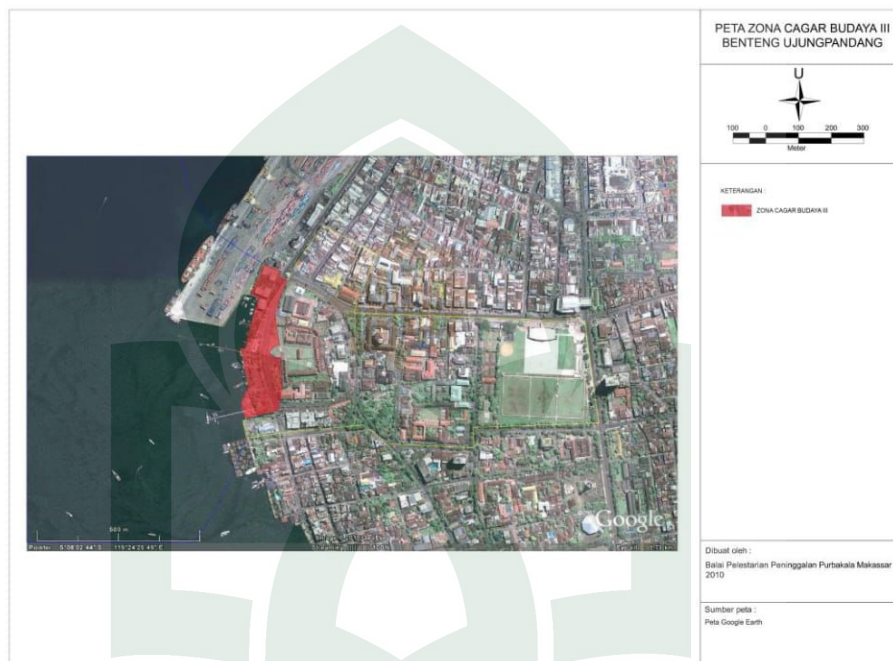 PETA ZONA CAGAR BUDAYA III
BENTENG UJUNGPANDANG
U
100 0 100 200 300
Meter
KETERANGAN :
ZONA CAGAR BUDAYA III
500 m
Google
Dibuat oleh :
Balai Pelestarian Peninggalan Purbakala Makassar
2010
Sumber peta :
Peta Google Earth